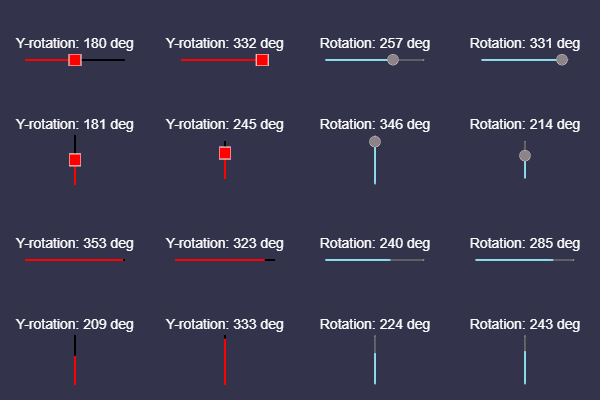 Y-rotation: 180 deg
Y-rotation: 332 deg
Rotation: 257 deg
Rotation: 331 deg
Y-rotation: 181 deg
Y-rotation: 245 deg
Rotation: 346 deg
Rotation: 214 deg
Y-rotation: 353 deg
Y-rotation: 323 deg
Rotation: 240 deg
Rotation: 285 deg
Y-rotation: 209 deg
Y-rotation: 333 deg
Rotation: 224 deg
Rotation: 243 deg